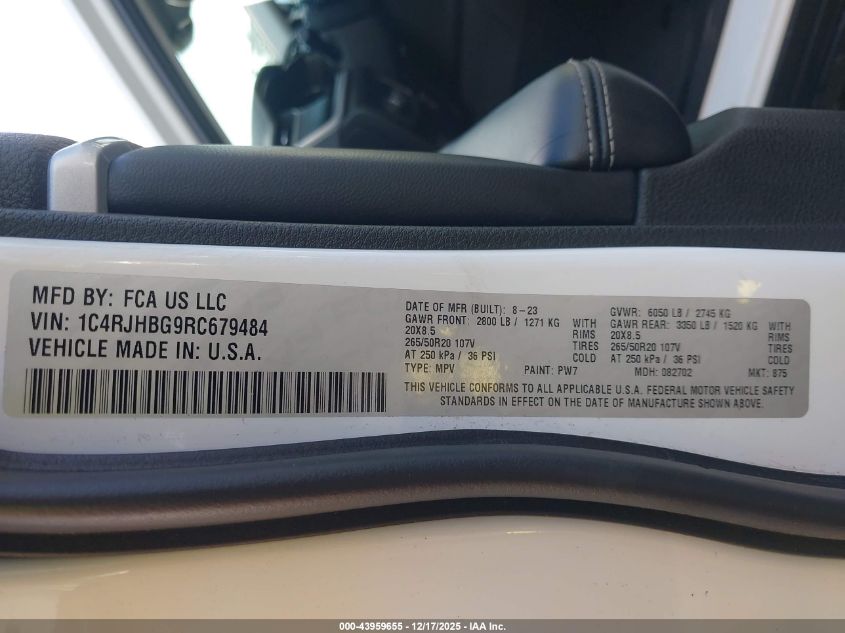 MFD BY: FCA US LLC
VIN: 1C4RJHBG9RC679484
VEHICLE MADE IN: U.S.A.
DATE OF MFR (BUILT): 8-23
GAWR FRONT: 2800 LB / 1271 KG WITH
20X8.5 RIMS
265/50R20 107V TIRES
AT 250 kPa / 36 PSI COLD
TYPE: MPV PAINT: PW7
GVWR: 6050 LB / 2745 KG
GAWR REAR: 3350 LB / 1520 KG WITH
20X8.5 RIMS
265/50R20 107V TIRES
AT 250 kPa / 36 PSI COLD
MDH: 082702 MKT: 875
THIS VEHICLE CONFORMS TO ALL APPLICABLE U.S.A. FEDERAL MOTOR VEHICLE SAFETY
STANDARDS IN EFFECT ON THE DATE OF MANUFACTURE SHOWN ABOVE.
000-43959655 - 12/17/2025 - IAA Inc.